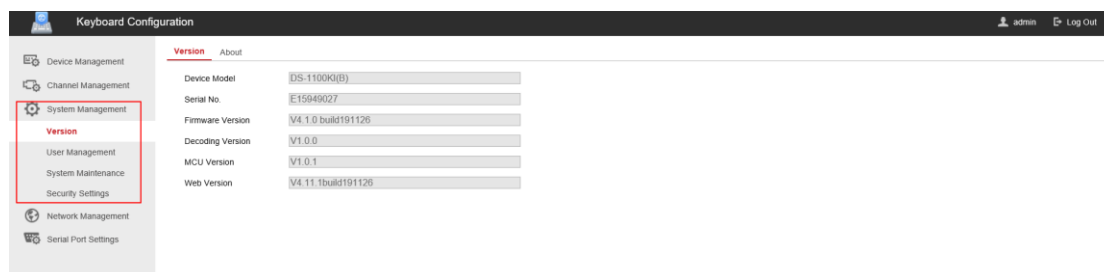 Keyboard Configuration
admin
Log Out
Device Management
Channel Management
System Management
Version
User Management
System Maintenance
Security Settings
Network Management
Serial Port Settings
Version About
Device Model DS-1100KI(B)
Serial No. E15949027
Firmware Version V4.1.0 build191126
Decoding Version V1.0.0
MCU Version V1.0.1
Web Version V4.11.1build191126